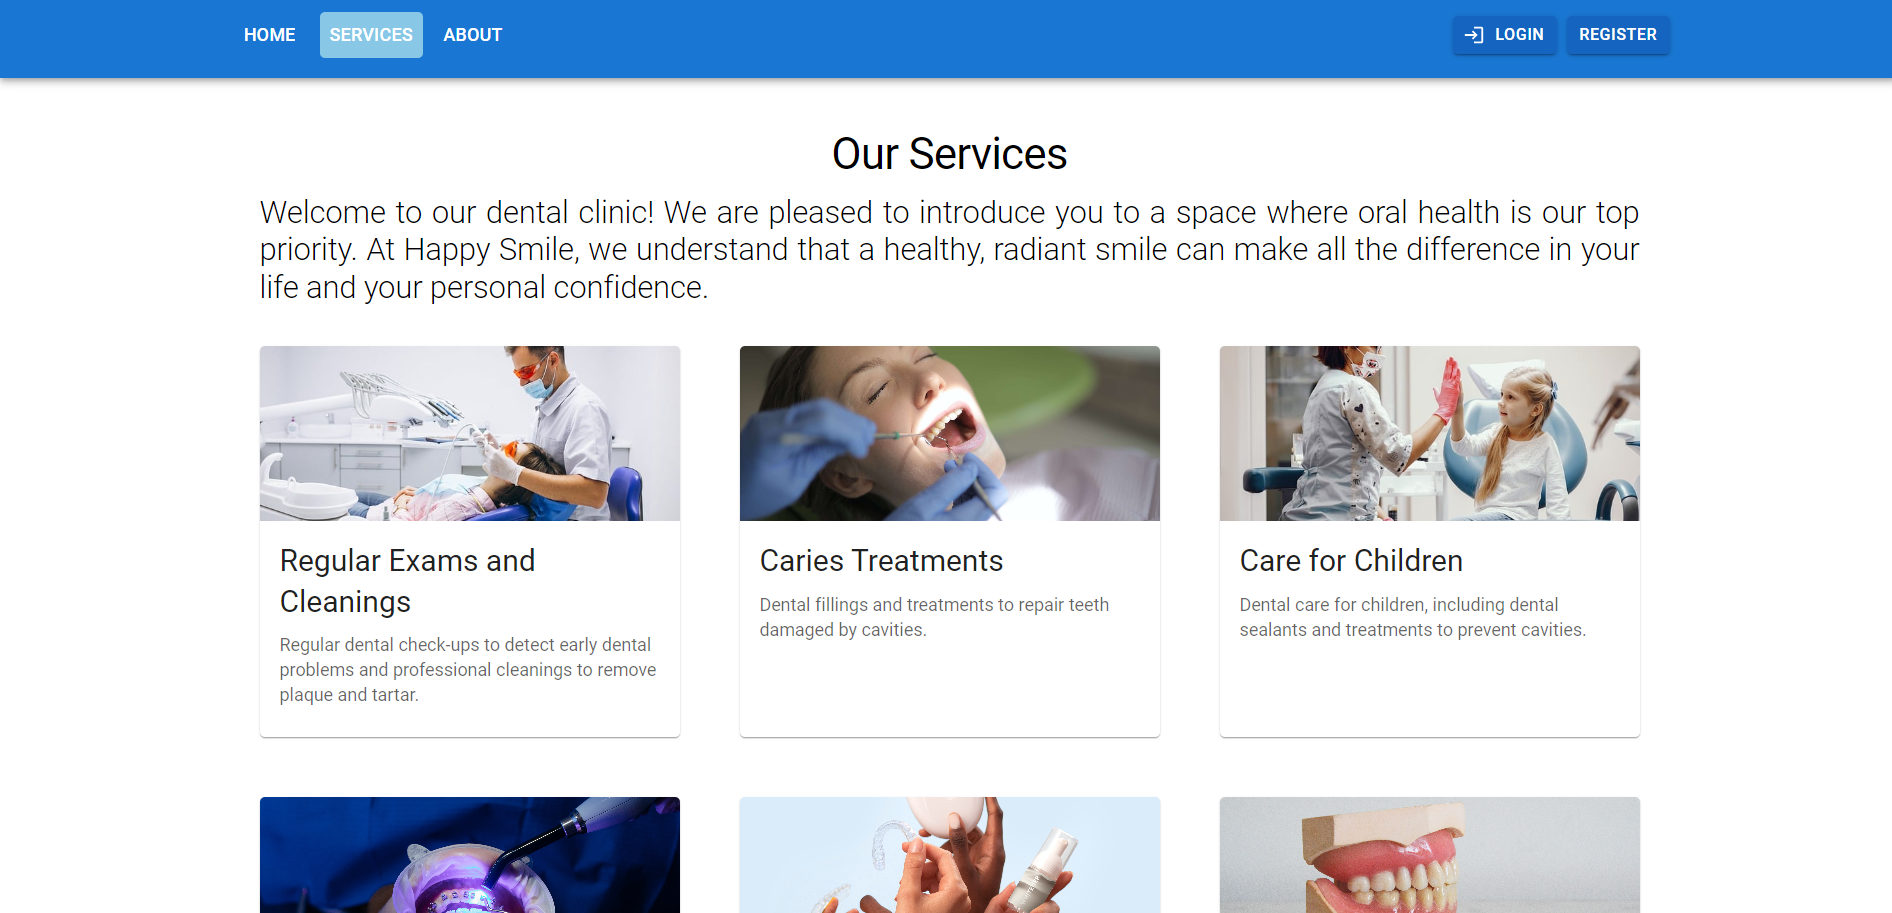 HOME SERVICES ABOUT LOGIN REGISTER
Our Services
Welcome to our dental clinic! We are pleased to introduce you to a space where oral health is our top
priority. At Happy Smile, we understand that a healthy, radiant smile can make all the difference in your
life and your personal confidence.
Regular Exams and
Cleanings
Regular dental check-ups to detect early dental
problems and professional cleanings to remove
plaque and tartar.
Caries Treatments
Dental fillings and treatments to repair teeth
damaged by cavities.
Care for Children
Dental care for children, including dental
sealants and treatments to prevent cavities.